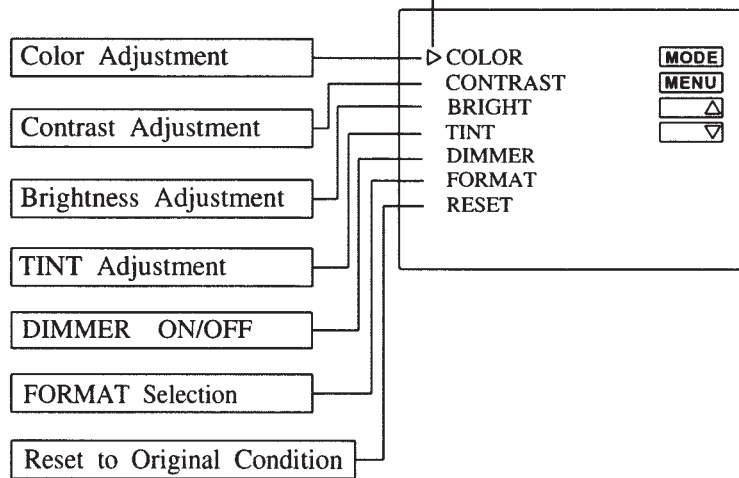 Color Adjustment
Contrast Adjustment
Brightness Adjustment
TINT Adjustment
DIMMER ON/OFF
FORMAT Selection
Reset to Original Condition
COLOR MODE
CONTRAST MENU
BRIGHT
TINT
DIMMER
FORMAT
RESET